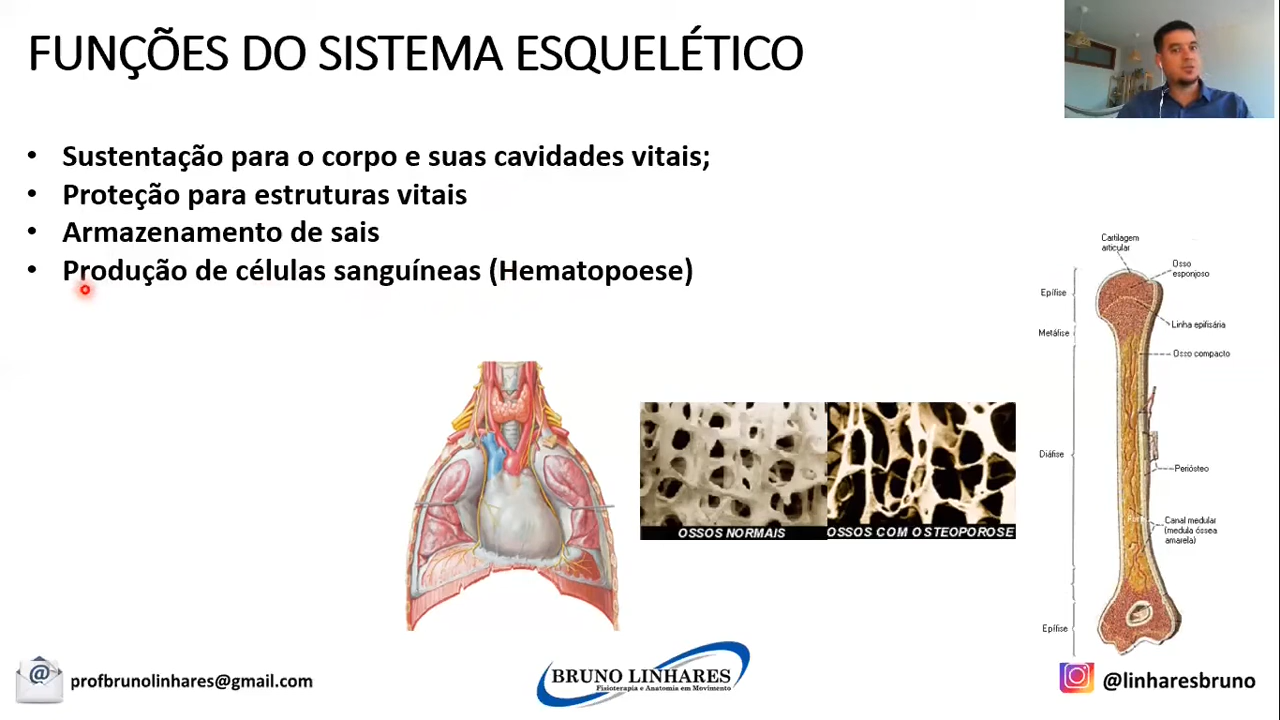 FUNÇÕES DO SISTEMA ESQUELÉTICO
• Sustentação para o corpo e suas cavidades vitais;
• Proteção para estruturas vitais
• Armazenamento de sais
• Produção de células sanguíneas (Hematopoese)
OSSOS NORMAIS
OSSOS COM OSTEOPOROSE
Cartilagem
articular
Osso
esponjoso
Epífise
Linha epifisária
Metáfise
Osso compacto
Diáfise
Periósteo
Canal medular
(medula óssea
amarela)
Epífise
@
profbrunolinhares@gmail.com
BRUNO LINHARES
Fisioterapia e Anatomia em Movimento
@linharesbruno